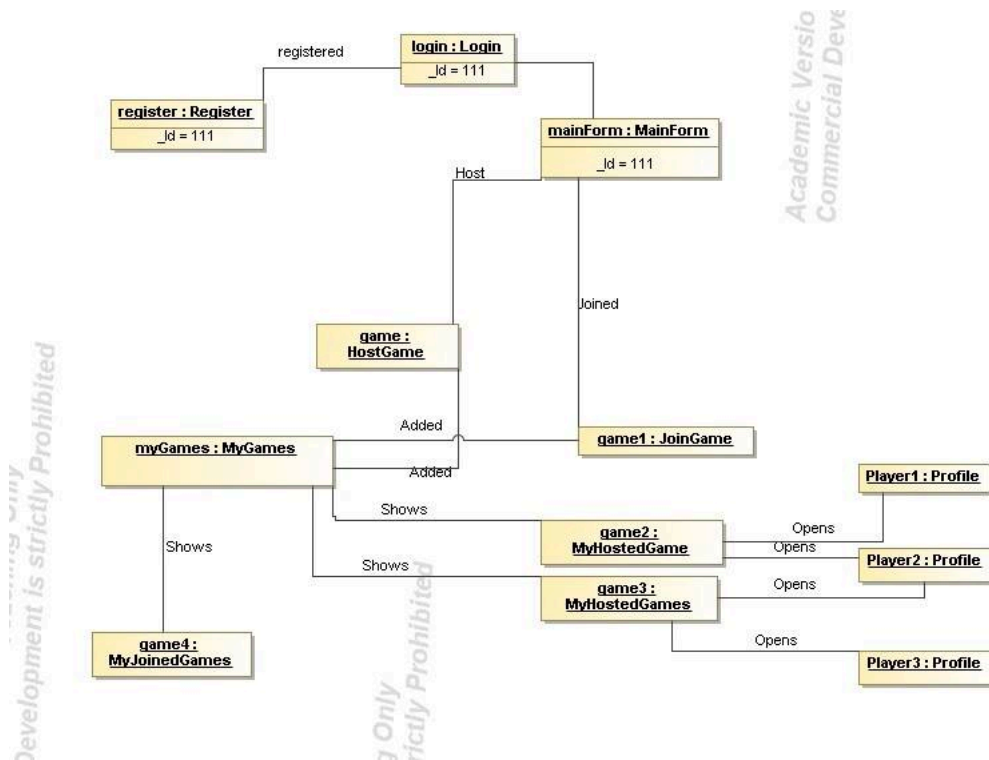 registered
login : Login
_Id = 111
register : Register
_Id = 111
mainForm : MainForm
_Id = 111
Host
Joined
game :
HostGame
Added
game1 : JoinGame
myGames : MyGames
Added
Player1 : Profile
Shows
game2 :
MyHostedGame
Opens
Opens
Player2 : Profile
Shows
Shows
game3 :
MyHostedGames
Opens
game4 :
MyJoinedGames
Opens
Player3 : Profile
Academic Versio
Commercial Deve
Only
Development is strictly Prohibited
g Only
rictly Prohibited